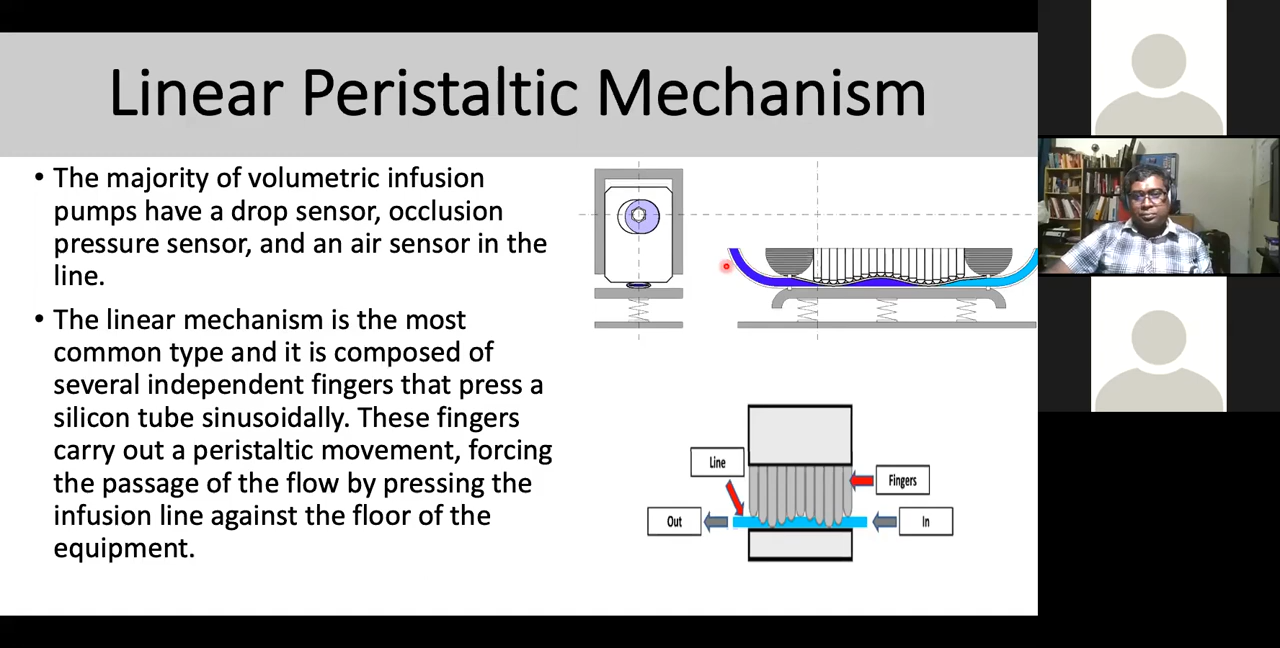 Linear Peristaltic Mechanism
• The majority of volumetric infusion
pumps have a drop sensor, occlusion
pressure sensor, and an air sensor in the
line.
• The linear mechanism is the most
common type and it is composed of
several independent fingers that press a
silicon tube sinusoidally. These fingers
carry out a peristaltic movement, forcing
the passage of the flow by pressing the
infusion line against the floor of the
equipment.
Line
Fingers
Out
In